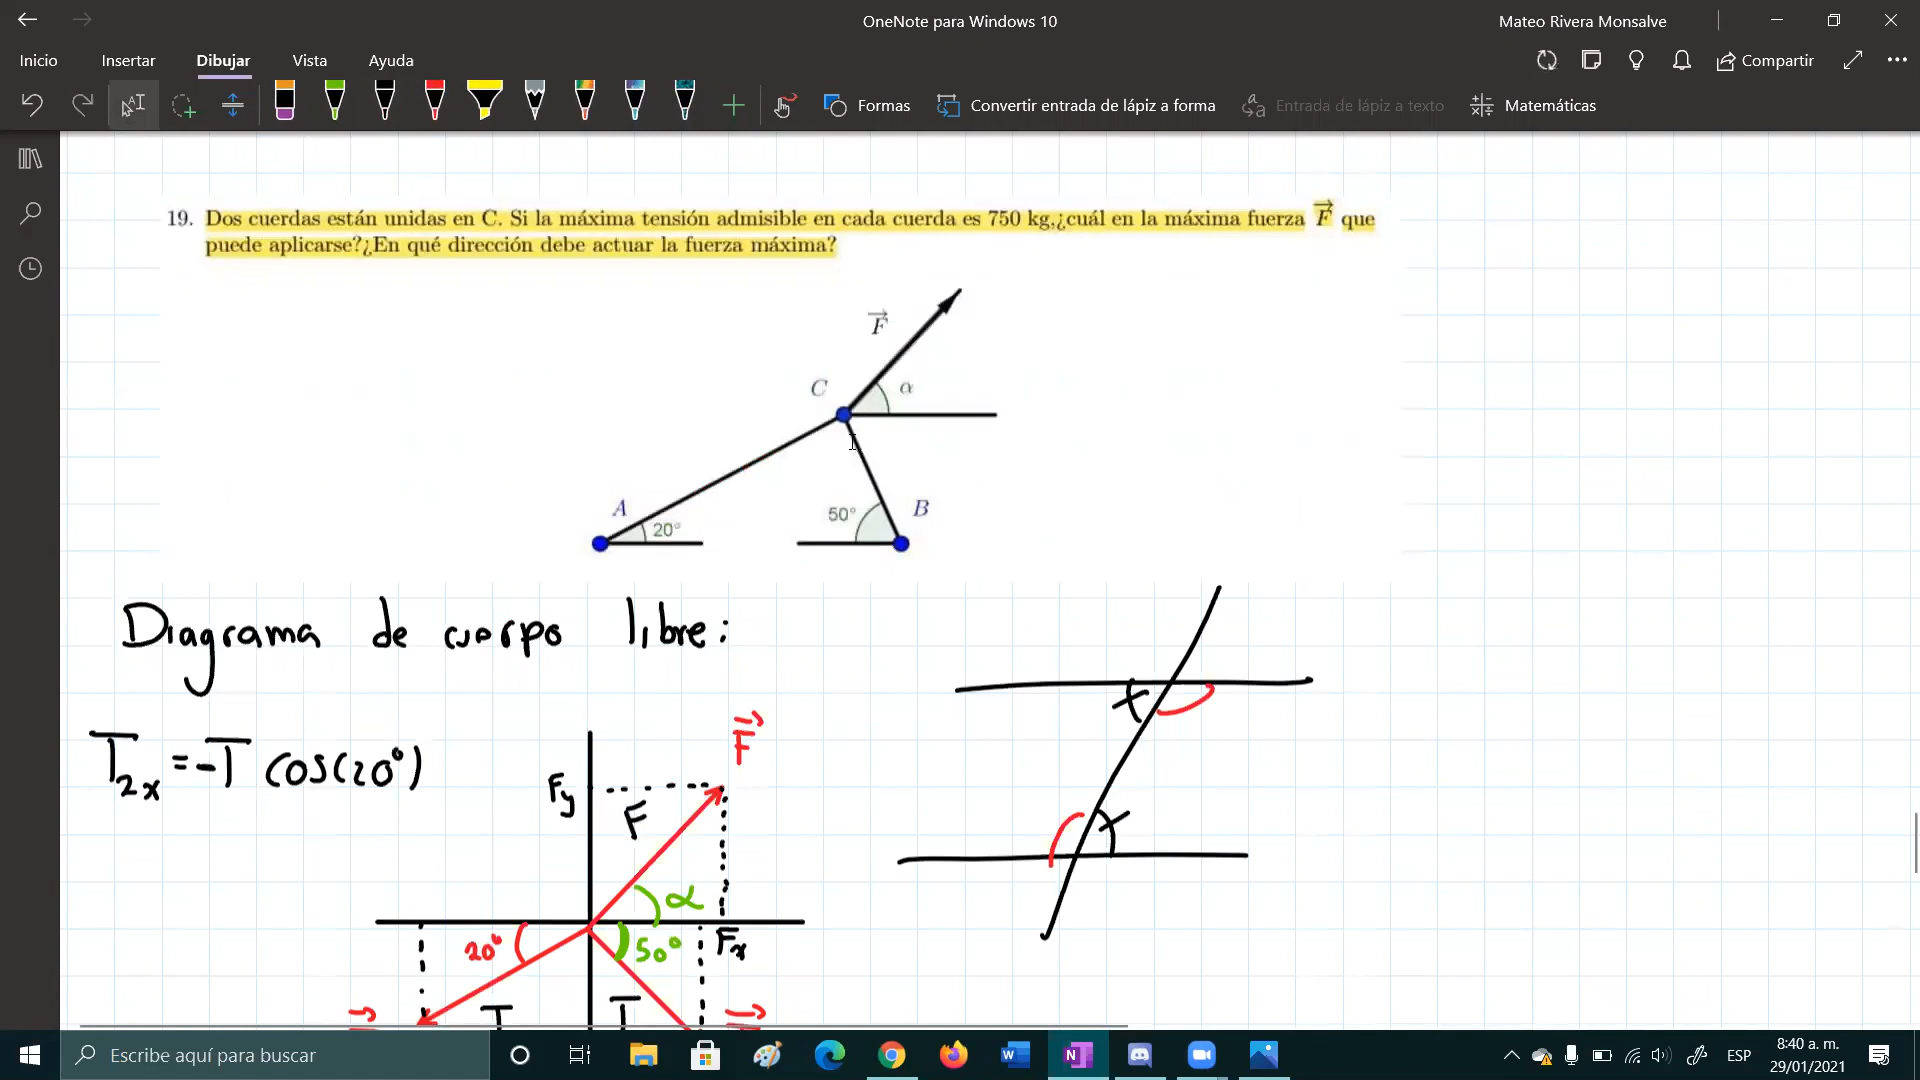 OneNote para Windows 10
Mateo Rivera Monsalve
Inicio Insertar Dibujar Vista Ayuda
Compartir
Formas Convertir entrada de lápiz a forma Entrada de lápiz a texto Matemáticas
19. Dos cuerdas están unidas en C. Si la máxima tensión admisible en cada cuerda es 750 kg,¿cuál en la máxima fuerza F⃗ que
puede aplicarse?¿En qué dirección debe actuar la fuerza máxima?
F⃗
C
α
A
20°
50°
B
Diagrama de cuerpo libre:
T2x = -T cos(20°)
F⃗
Fy
F
α
20°
50°
Fx
T
T
Escribe aquí para buscar
ESP
8:40 a. m.
29/01/2021